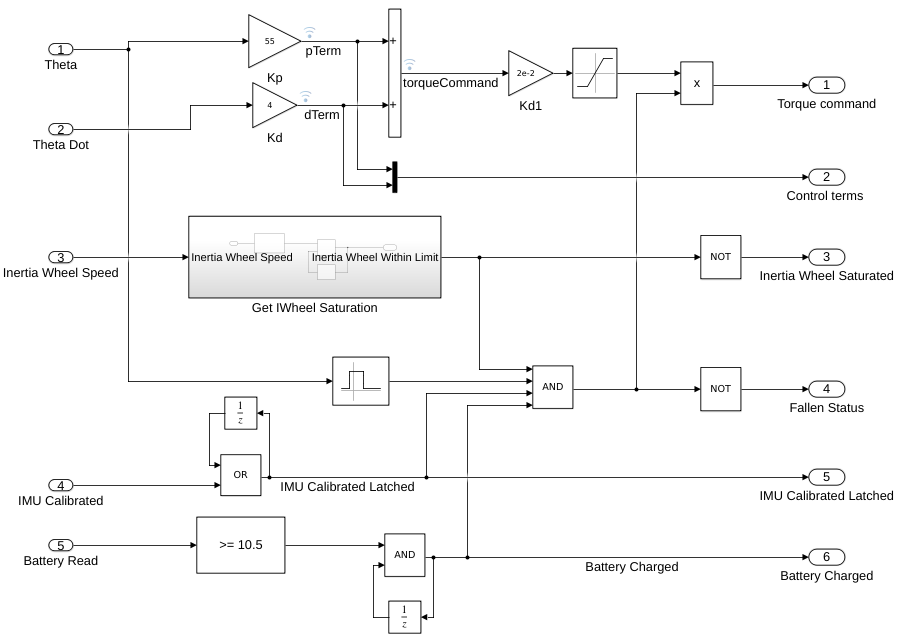 55
+
1
pTerm
Theta
Kp
2e-2
X
1
torqueCommand
4
+
Kd1
Torque command
dTerm
2
Theta Dot
Kd
2
Control terms
3
Inertia Wheel Speed
Inertia Wheel Speed
Inertia Wheel Within Limit
NOT
3
Inertia Wheel Saturated
Get IWheel Saturation
AND
NOT
4
Fallen Status
1
z
OR
4
IMU Calibrated
IMU Calibrated Latched
5
IMU Calibrated Latched
5
Battery Read
>= 10.5
AND
Battery Charged
6
Battery Charged
1
z